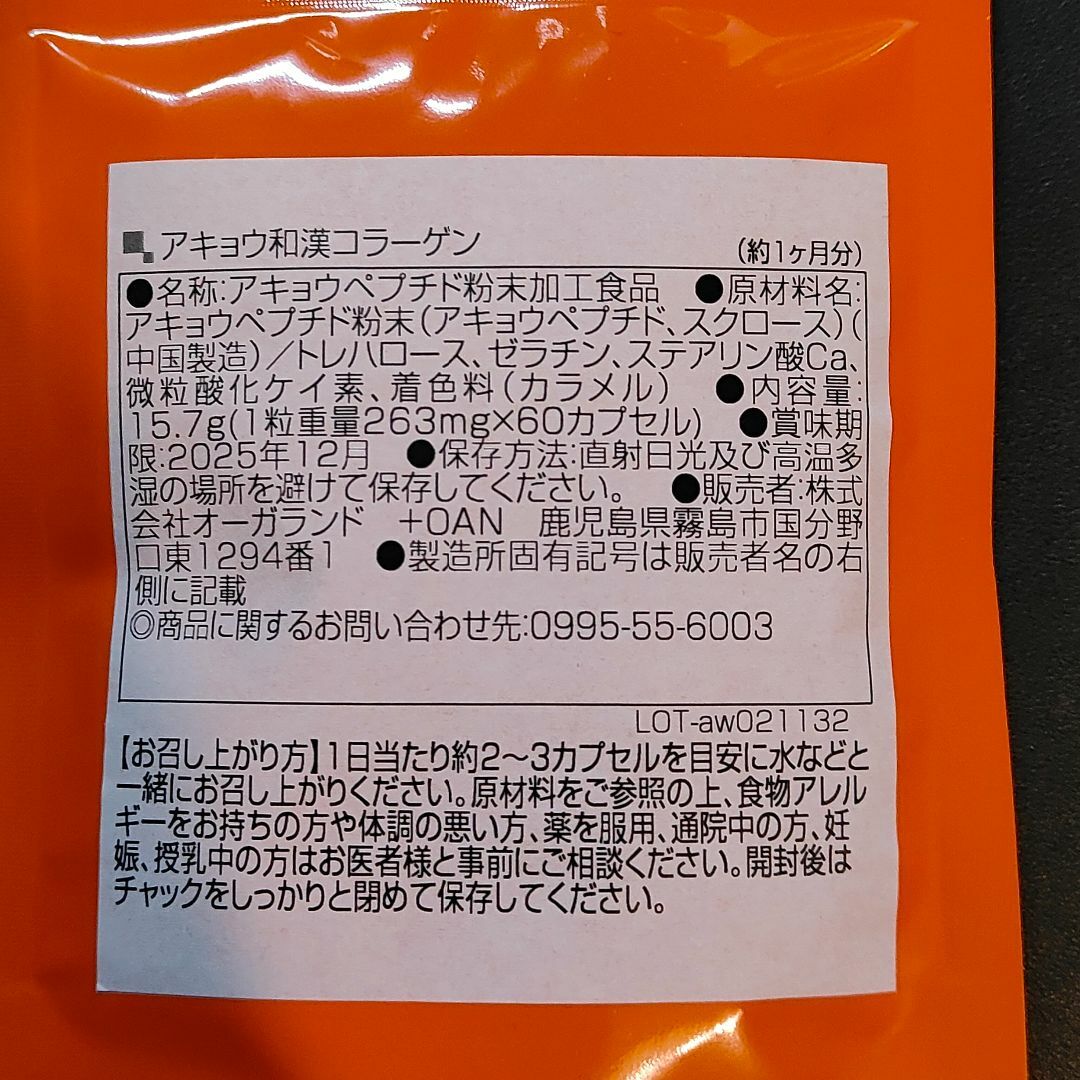 アキョウ和漢コラーゲン （約1ヶ月分）
●名称:アキョウペプチド粉末加工食品 ●原材料名:
アキョウペプチド粉末（アキョウペプチド、スクロース）（
中国製造）／トレハロース、ゼラチン、ステアリン酸Ca、
微粒酸化ケイ素、着色料（カラメル） ●内容量:
15.7g(1粒重量263mg×60カプセル) ●賞味期
限:2025年12月 ●保存方法:直射日光及び高温多
湿の場所を避けて保存してください。 ●販売者:株式
会社オーガランド +OAN 鹿児島県霧島市国分野
口東1294番1 ●製造所固有記号は販売者名の右
側に記載
◎商品に関するお問い合わせ先:0995-55-6003
LOT-aw021132
【お召し上がり方】1日当たり約2〜3カプセルを目安に水などと
一緒にお召し上がりください。原材料をご参照の上、食物アレル
ギーをお持ちの方や体調の悪い方、薬を服用、通院中の方、妊
娠、授乳中の方はお医者様と事前にご相談ください。開封後は
チャックをしっかりと閉めて保存してください。